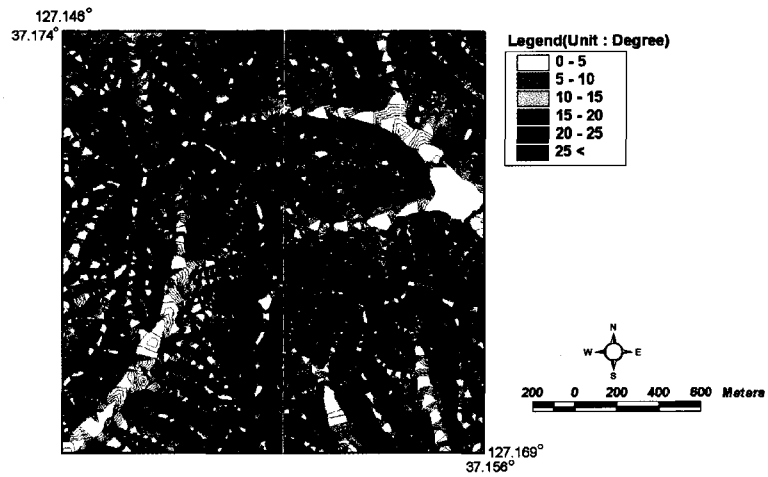 127.148°
37.174°
Legend(Unit : Degree)
0 - 5
5 - 10
10 - 15
15 - 20
20 - 25
25 <
N
W E
S
200 0 200 400 600 Meters
127.169°
37.156°